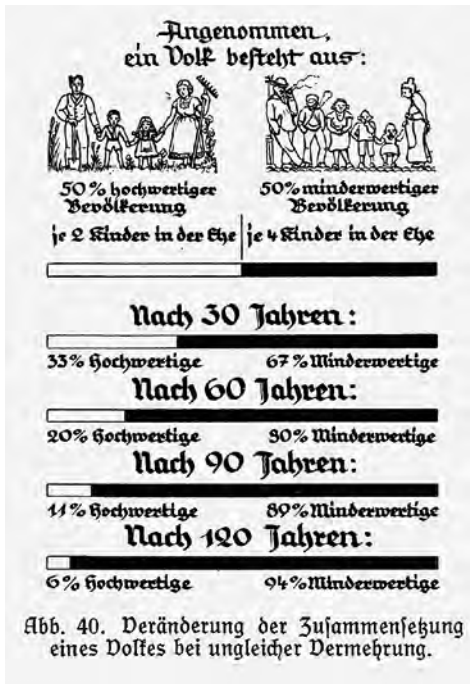 Angenommen,
ein Volk besteht aus:
50% hochwertiger
Bevölkerung
50% minderwertiger
Bevölkerung
je 2 Kinder in der Ehe
je 4 Kinder in der Ehe
Nach 30 Jahren:
33% Hochwertige 67% Minderwertige
Nach 60 Jahren:
20% Hochwertige 80% Minderwertige
Nach 90 Jahren:
11% Hochwertige 89% Minderwertige
Nach 120 Jahren:
6% Hochwertige 94% Minderwertige
Abb. 40. Veränderung der Zusammensetzung
eines Volkes bei ungleicher Vermehrung.